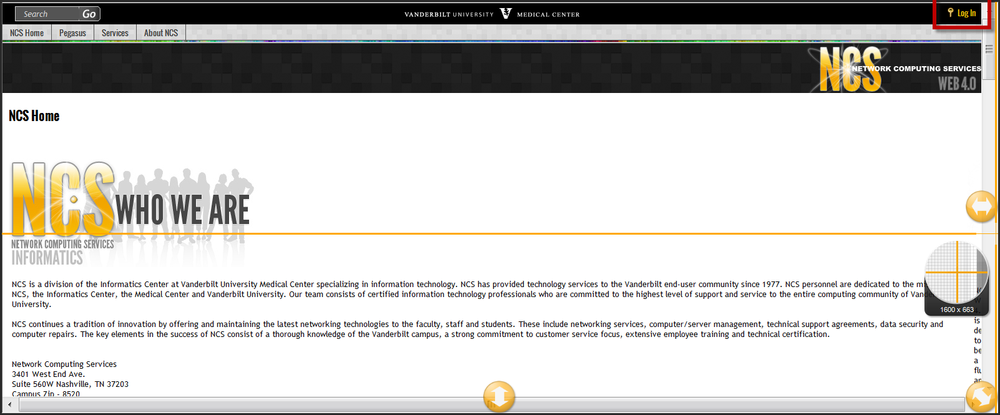 Search Go
VANDERBILT UNIVERSITY MEDICAL CENTER
Log In
NCS Home Pegasus Services About NCS
NCS
NETWORK COMPUTING SERVICES
WEB 4.0
NCS Home
NCS WHO WE ARE
NETWORK COMPUTING SERVICES
INFORMATICS
NCS is a division of the Informatics Center at Vanderbilt University Medical Center specializing in information technology. NCS has provided technology services to the Vanderbilt end-user community since 1977. NCS personnel are dedicated to the
NCS, the Informatics Center, the Medical Center and Vanderbilt University. Our team consists of certified information technology professionals who are committed to the highest level of support and service to the entire computing community of
University.
1600 x 663
NCS continues a tradition of innovation by offering and maintaining the latest networking technologies to the faculty, staff and students. These include networking services, computer/server management, technical support agreements, data security and
computer repairs. The key elements in the success of NCS consist of a thorough knowledge of the Vanderbilt campus, a strong commitment to customer service focus, extensive employee training and technical certification.
is
de
to
be
a
flu
Network Computing Services
3401 West End Ave.
Suite 560W Nashville, TN 37203
Campus Zip - 8520